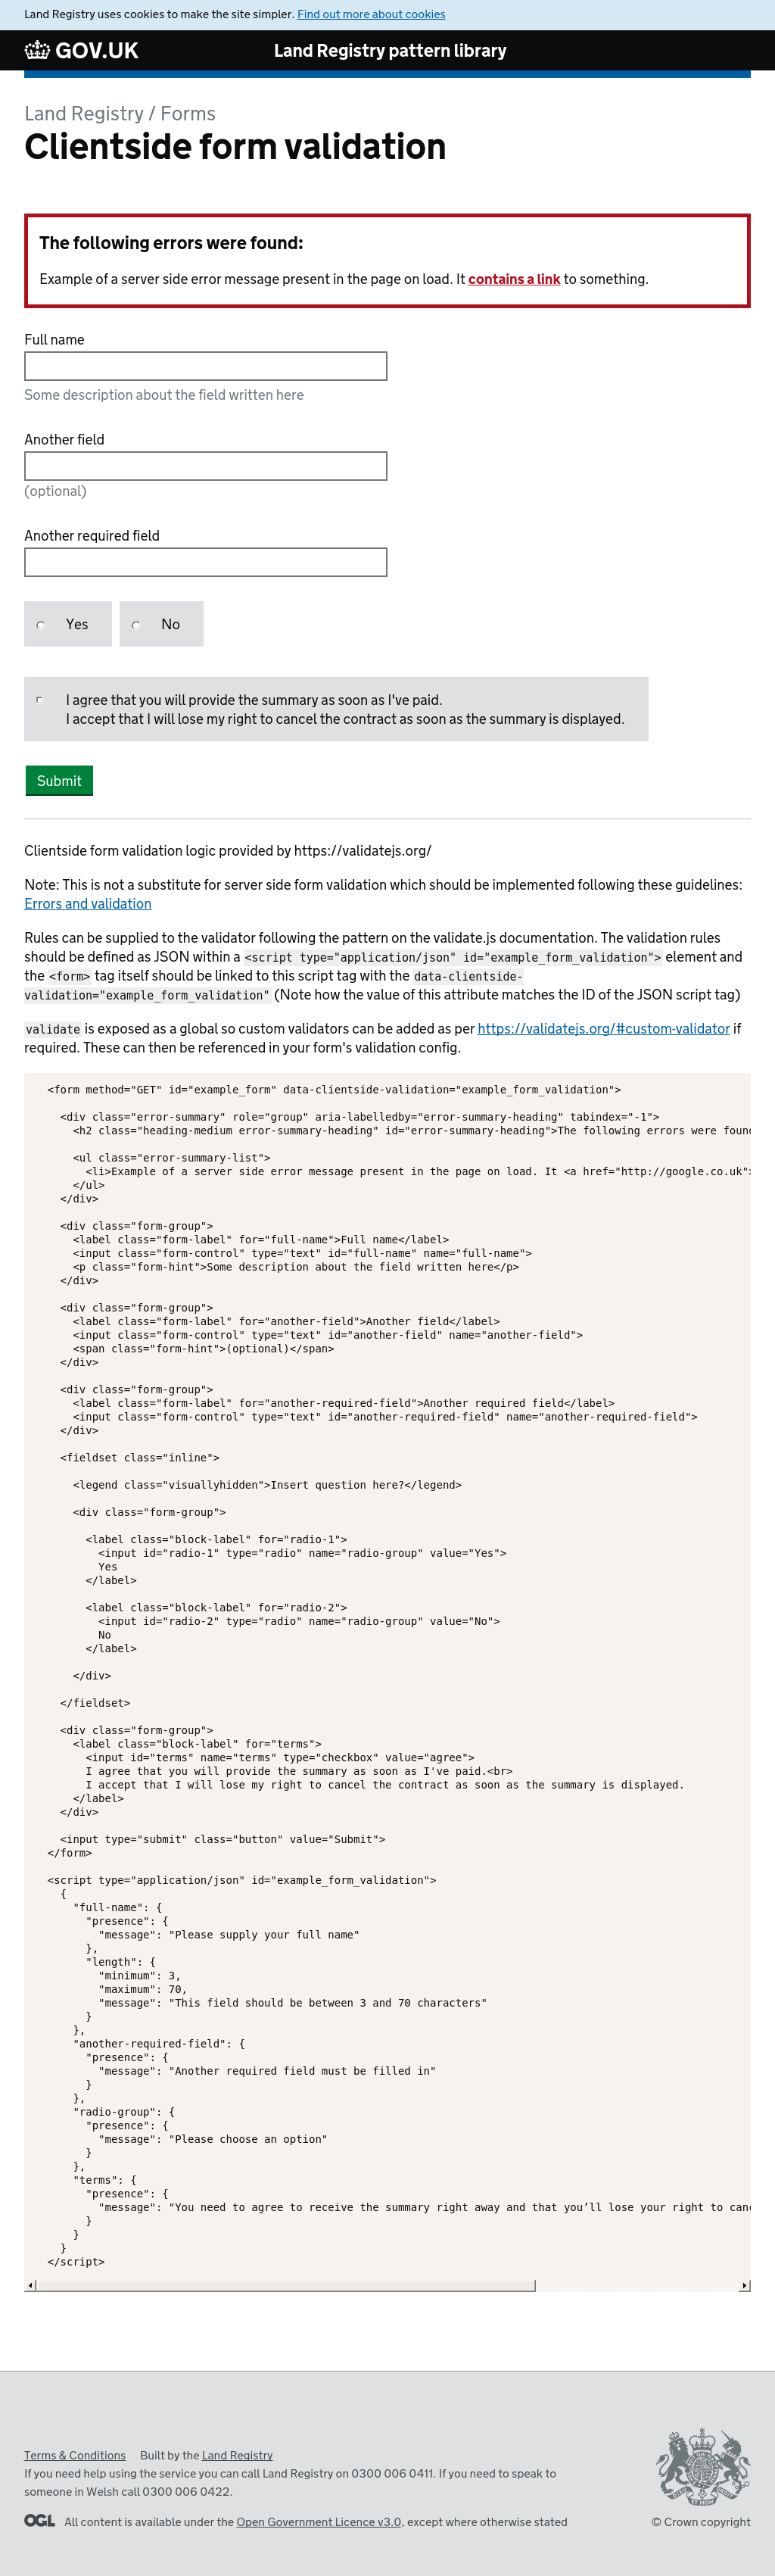 Land Registry uses cookies to make the site simpler. Find out more about cookies
GOV.UK
Land Registry pattern library
Land Registry / Forms
Clientside form validation
The following errors were found:
Example of a server side error message present in the page on load. It contains a link to something.
Full name
Some description about the field written here
Another field
(optional)
Another required field
Yes
No
I agree that you will provide the summary as soon as I've paid.
I accept that I will lose my right to cancel the contract as soon as the summary is displayed.
Submit
Clientside form validation logic provided by https://validatejs.org/
Note: This is not a substitute for server side form validation which should be implemented following these guidelines:
Errors and validation
Rules can be supplied to the validator following the pattern on the validate.js documentation. The validation rules
should be defined as JSON within a <script type="application/json" id="example_form_validation"> element and
the <form> tag itself should be linked to this script tag with the data-clientside-
validation="example_form_validation" (Note how the value of this attribute matches the ID of the JSON script tag)
validate is exposed as a global so custom validators can be added as per https://validatejs.org/#custom-validator if
required. These can then be referenced in your form's validation config.
<form method="GET" id="example_form" data-clientside-validation="example_form_validation">
<div class="error-summary" role="group" aria-labelledby="error-summary-heading" tabindex="-1">
<h2 class="heading-medium error-summary-heading" id="error-summary-heading">The following errors were found
<ul class="error-summary-list">
<li>Example of a server side error message present in the page on load. It <a href="http://google.co.uk">
</ul>
</div>
<div class="form-group">
<label class="form-label" for="full-name">Full name</label>
<input class="form-control" type="text" id="full-name" name="full-name">
<p class="form-hint">Some description about the field written here</p>
</div>
<div class="form-group">
<label class="form-label" for="another-field">Another field</label>
<input class="form-control" type="text" id="another-field" name="another-field">
<span class="form-hint">(optional)</span>
</div>
<div class="form-group">
<label class="form-label" for="another-required-field">Another required field</label>
<input class="form-control" type="text" id="another-required-field" name="another-required-field">
</div>
<fieldset class="inline">
<legend class="visuallyhidden">Insert question here?</legend>
<div class="form-group">
<label class="block-label" for="radio-1">
<input id="radio-1" type="radio" name="radio-group" value="Yes">
Yes
</label>
<label class="block-label" for="radio-2">
<input id="radio-2" type="radio" name="radio-group" value="No">
No
</label>
</div>
</fieldset>
<div class="form-group">
<label class="block-label" for="terms">
<input id="terms" name="terms" type="checkbox" value="agree">
I agree that you will provide the summary as soon as I've paid.<br>
I accept that I will lose my right to cancel the contract as soon as the summary is displayed.
</label>
</div>
<input type="submit" class="button" value="Submit">
</form>
<script type="application/json" id="example_form_validation">
{
"full-name": {
"presence": {
"message": "Please supply your full name"
},
"length": {
"minimum": 3,
"maximum": 70,
"message": "This field should be between 3 and 70 characters"
}
},
"another-required-field": {
"presence": {
"message": "Another required field must be filled in"
}
},
"radio-group": {
"presence": {
"message": "Please choose an option"
}
},
"terms": {
"presence": {
"message": "You need to agree to receive the summary right away and that you’ll lose your right to canc
}
}
}
</script>
Terms & Conditions Built by the Land Registry
If you need help using the service you can call Land Registry on 0300 006 0411. If you need to speak to
someone in Welsh call 0300 006 0422.
OGL All content is available under the Open Government Licence v3.0, except where otherwise stated
© Crown copyright